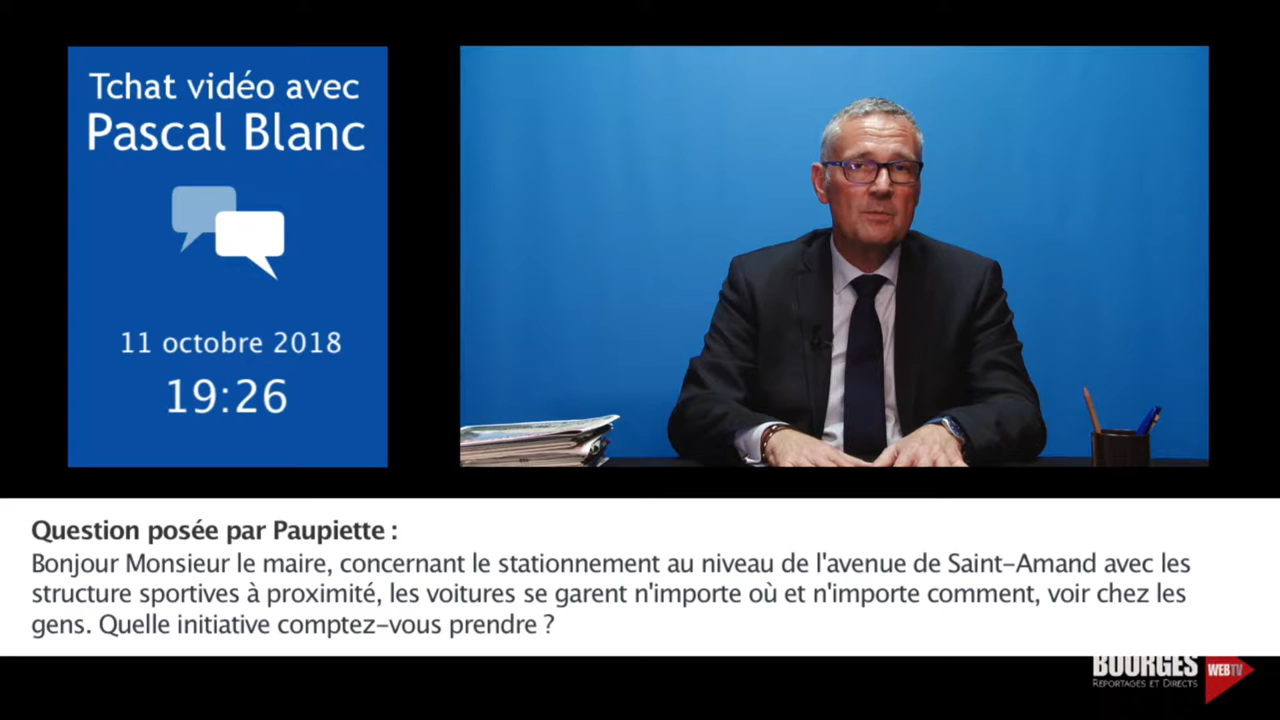 Tchat vidéo avec
Pascal Blanc
11 octobre 2018
19:26
Question posée par Paupiette :
Bonjour Monsieur le maire, concernant le stationnement au niveau de l'avenue de Saint-Amand avec les
structure sportives à proximité, les voitures se garent n'importe où et n'importe comment, voir chez les
gens. Quelle initiative comptez-vous prendre ?
BOURGES
REPORTAGES ET DIRECTS
WEBTV